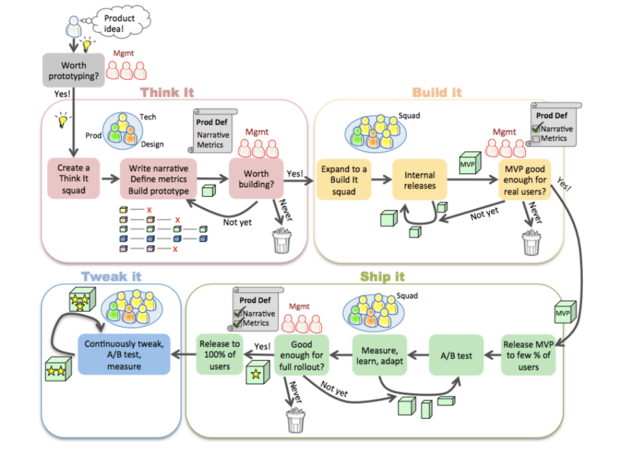 Product
idea!
Mgmt
Worth
prototyping?
Yes!
Think It
Tech
Prod
Design
Prod Def
Narrative
Metrics
Mgmt
Create a
Think It
squad
Write narrative
Define metrics
Build prototype
Worth
building?
Yes!
Not yet
Never
x
x
x
x
Build it
Squad
Mgmt
Prod Def
Narrative
Metrics
Expand to a
Build It
squad
Internal
releases
MVP
MVP good
enough for
real users?
Yes!
Not yet
Never
Tweak it
Continuously tweak,
A/B test,
measure
Ship it
Prod Def
Narrative
Metrics
Mgmt
Squad
MVP
Release to
100% of
users
Yes!
Good
enough for
full rollout?
Measure,
learn, adapt
A/B test
Release MVP
to few % of
users
Never
Not yet